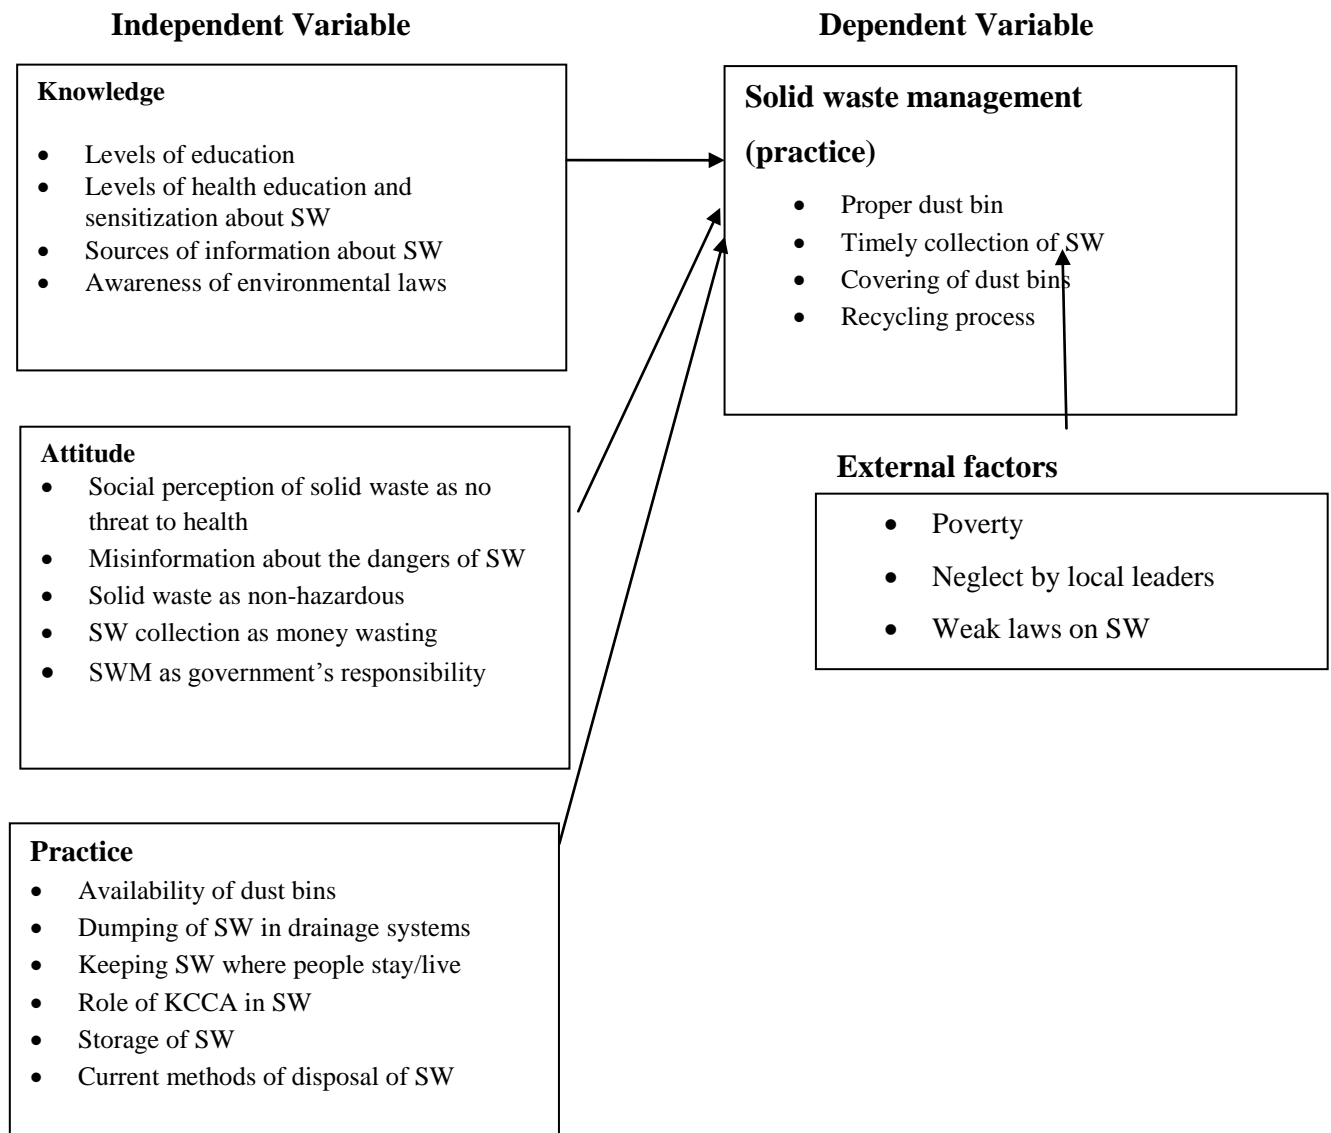 Independent Variable
Dependent Variable
Knowledge
• Levels of education
• Levels of health education and
sensitization about SW
• Sources of information about SW
• Awareness of environmental laws
Solid waste management
(practice)
• Proper dust bin
• Timely collection of SW
• Covering of dust bins
• Recycling process
Attitude
• Social perception of solid waste as no
threat to health
• Misinformation about the dangers of SW
• Solid waste as non-hazardous
• SW collection as money wasting
• SWM as government’s responsibility
External factors
• Poverty
• Neglect by local leaders
• Weak laws on SW
Practice
• Availability of dust bins
• Dumping of SW in drainage systems
• Keeping SW where people stay/live
• Role of KCCA in SW
• Storage of SW
• Current methods of disposal of SW